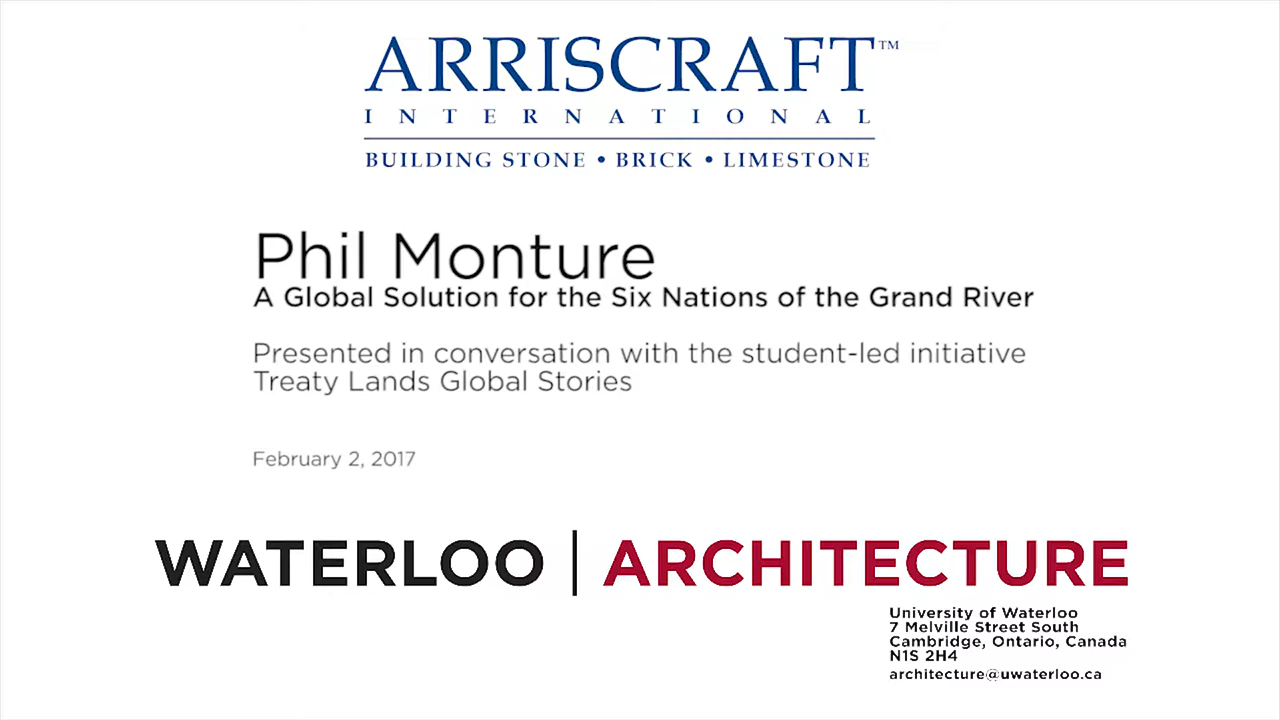 ARRISCRAFT™
INTERNATIONAL
BUILDING STONE • BRICK • LIMESTONE
Phil Monture
A Global Solution for the Six Nations of the Grand River
Presented in conversation with the student-led initiative
Treaty Lands Global Stories
February 2, 2017
WATERLOO | ARCHITECTURE
University of Waterloo
7 Melville Street South
Cambridge, Ontario, Canada
N1S 2H4
architecture@uwaterloo.ca